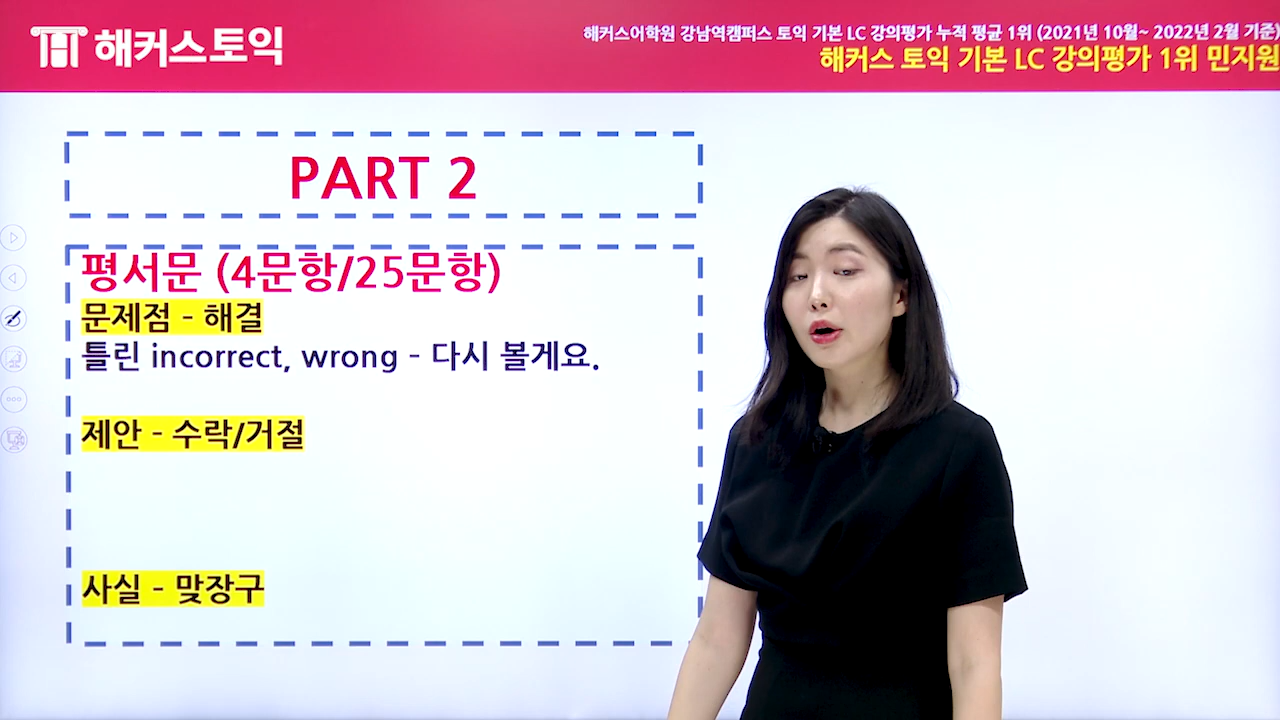 해커스토익
해커스어학원 강남역캠퍼스 토익 기본 LC 강의평가 누적 평균 1위 (2021년 10월~ 2022년 2월 기준)
해커스 토익 기본 LC 강의평가 1위 민지원
PART 2
평서문 (4문항/25문항)
문제점 - 해결
틀린 incorrect, wrong - 다시 볼게요.
제안 - 수락/거절
사실 - 맞장구